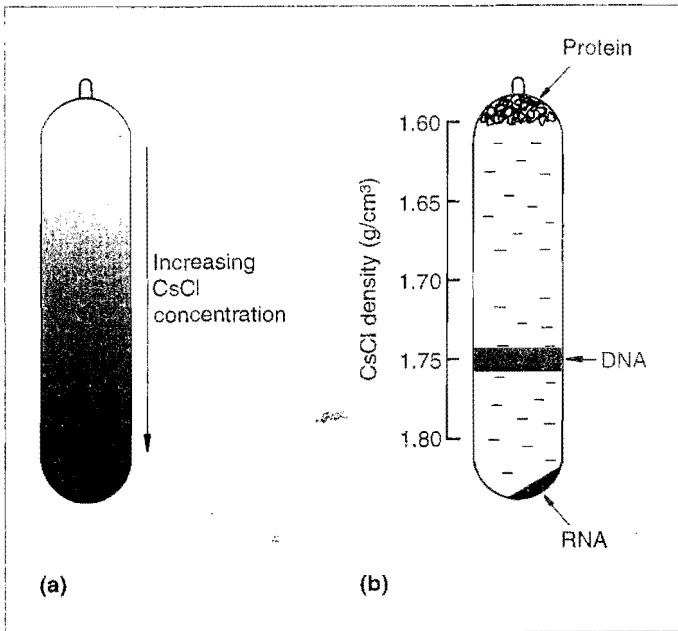 Increasing
CsCl
concentration
(a)
Protein
CsCl density (g/cm³)
1.60
1.65
1.70
1.75
1.80
DNA
RNA
(b)